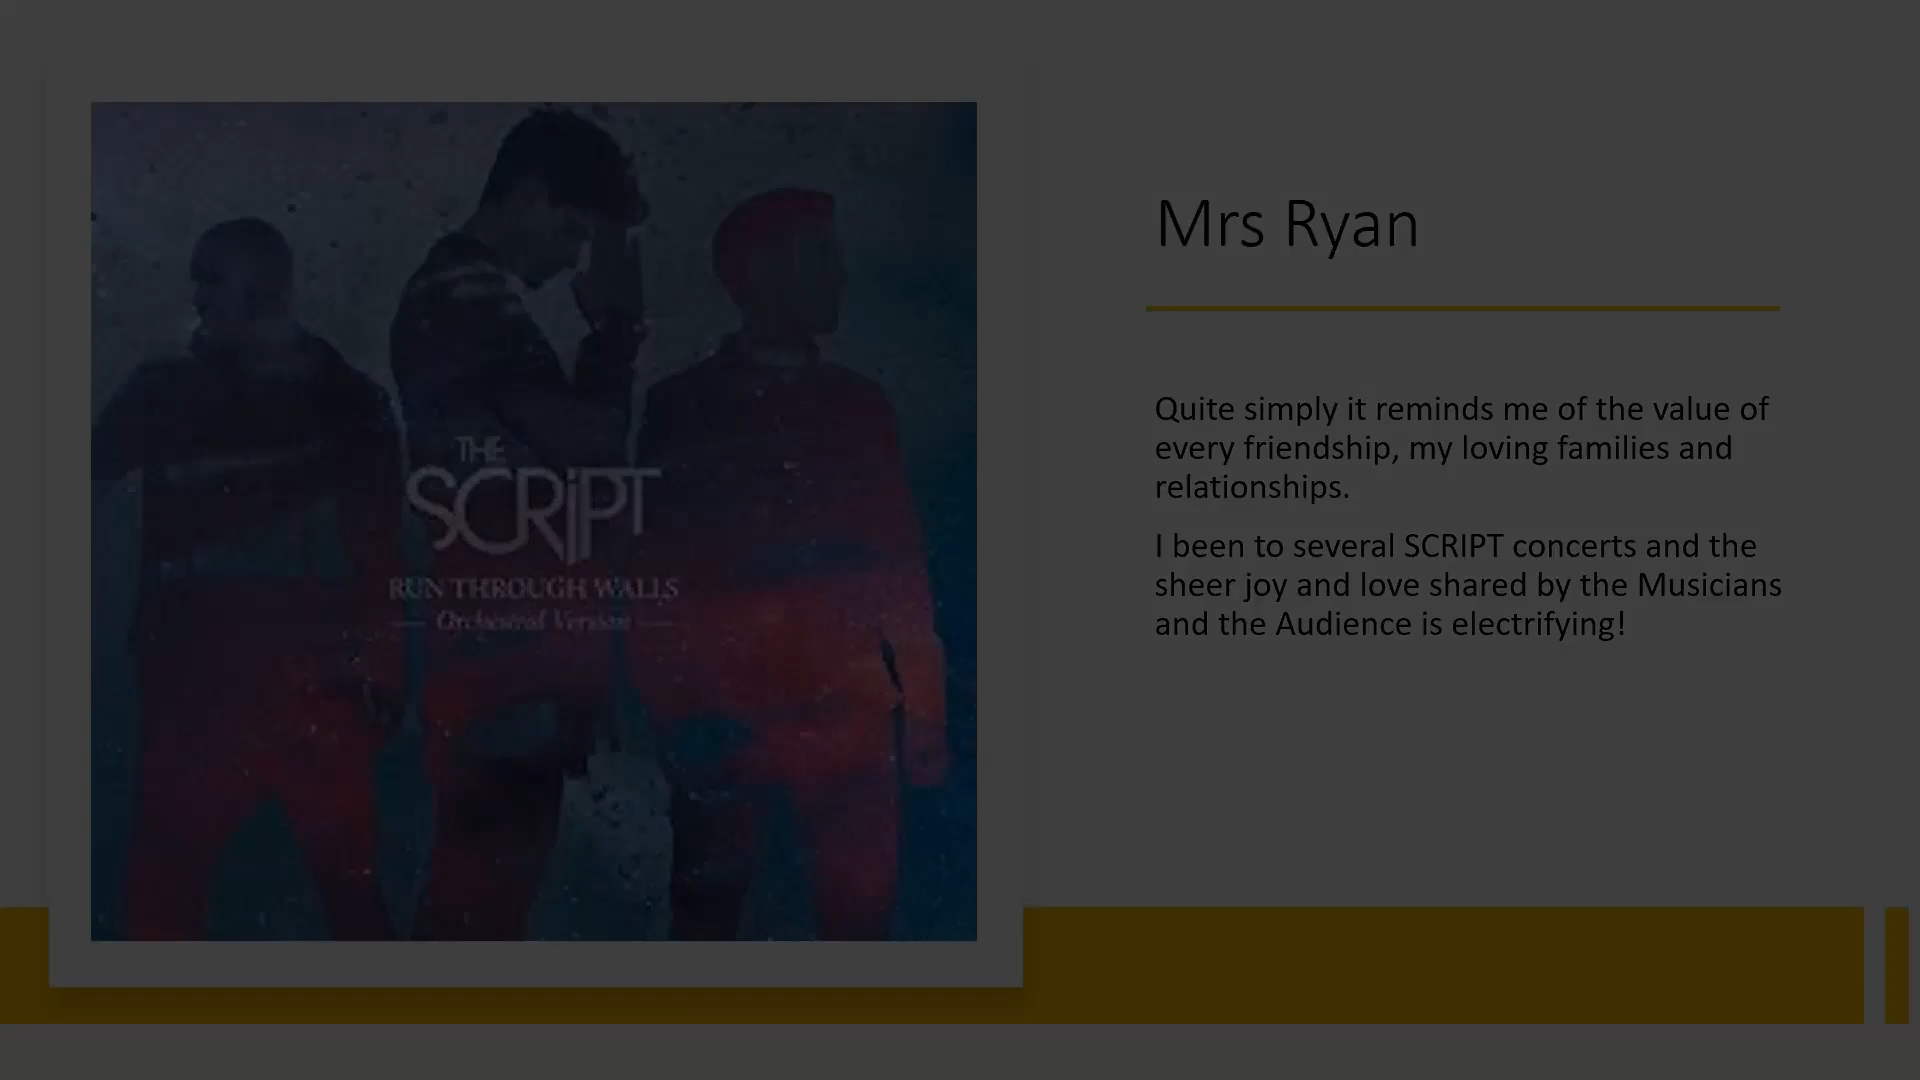 THE
SCRIPT
RUN THROUGH WALLS
Orchestral Version
Mrs Ryan
Quite simply it reminds me of the value of
every friendship, my loving families and
relationships.
I been to several SCRIPT concerts and the
sheer joy and love shared by the Musicians
and the Audience is electrifying!